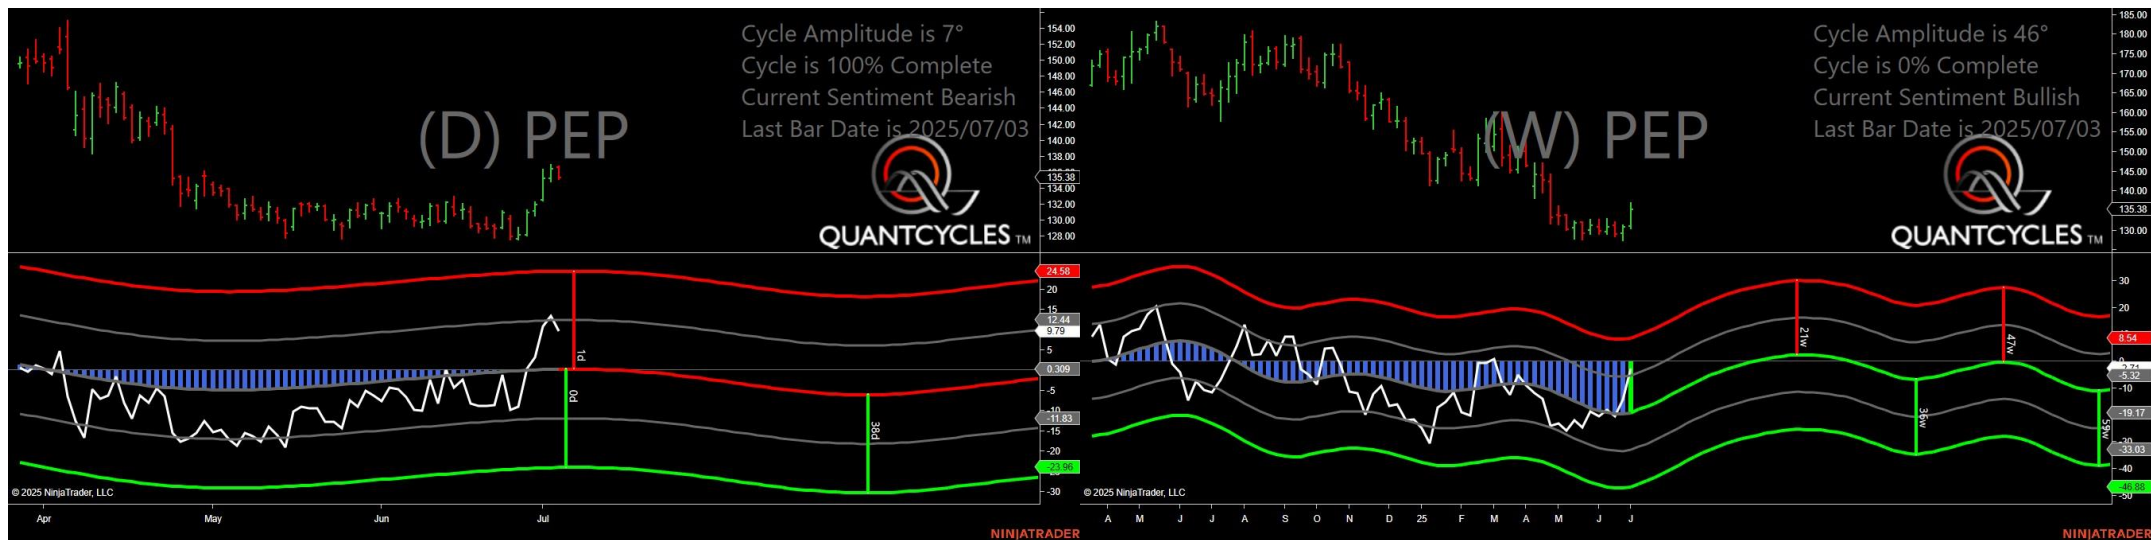 Cycle Amplitude is 7°
Cycle is 100% Complete
Current Sentiment Bearish
Last Bar Date is 2025/07/03
(D) PEP
QUANTCYCLES TM
154.00
152.00
150.00
148.00
146.00
144.00
142.00
140.00
138.00
135.38
134.00
132.00
130.00
128.00
24.58
20
15
12.44
9.79
5
0.309
-5
-10
-11.83
-15
-20
-23.96
-30
1d
0d
38d
© 2025 NinjaTrader, LLC
Apr May Jun Jul
NINJATRADER
Cycle Amplitude is 46°
Cycle is 0% Complete
Current Sentiment Bullish
Last Bar Date is 2025/07/03
(W) PEP
QUANTCYCLES TM
185.00
180.00
175.00
170.00
165.00
160.00
155.00
150.00
145.00
140.00
135.38
130.00
30
20
8.54
0
-5.32
-10
-19.17
-33.03
-40
-46.88
-50
21w
47w
36w
59w
© 2025 NinjaTrader, LLC
A M J J A S O N D 25 F M A M J J
NINJATRADER